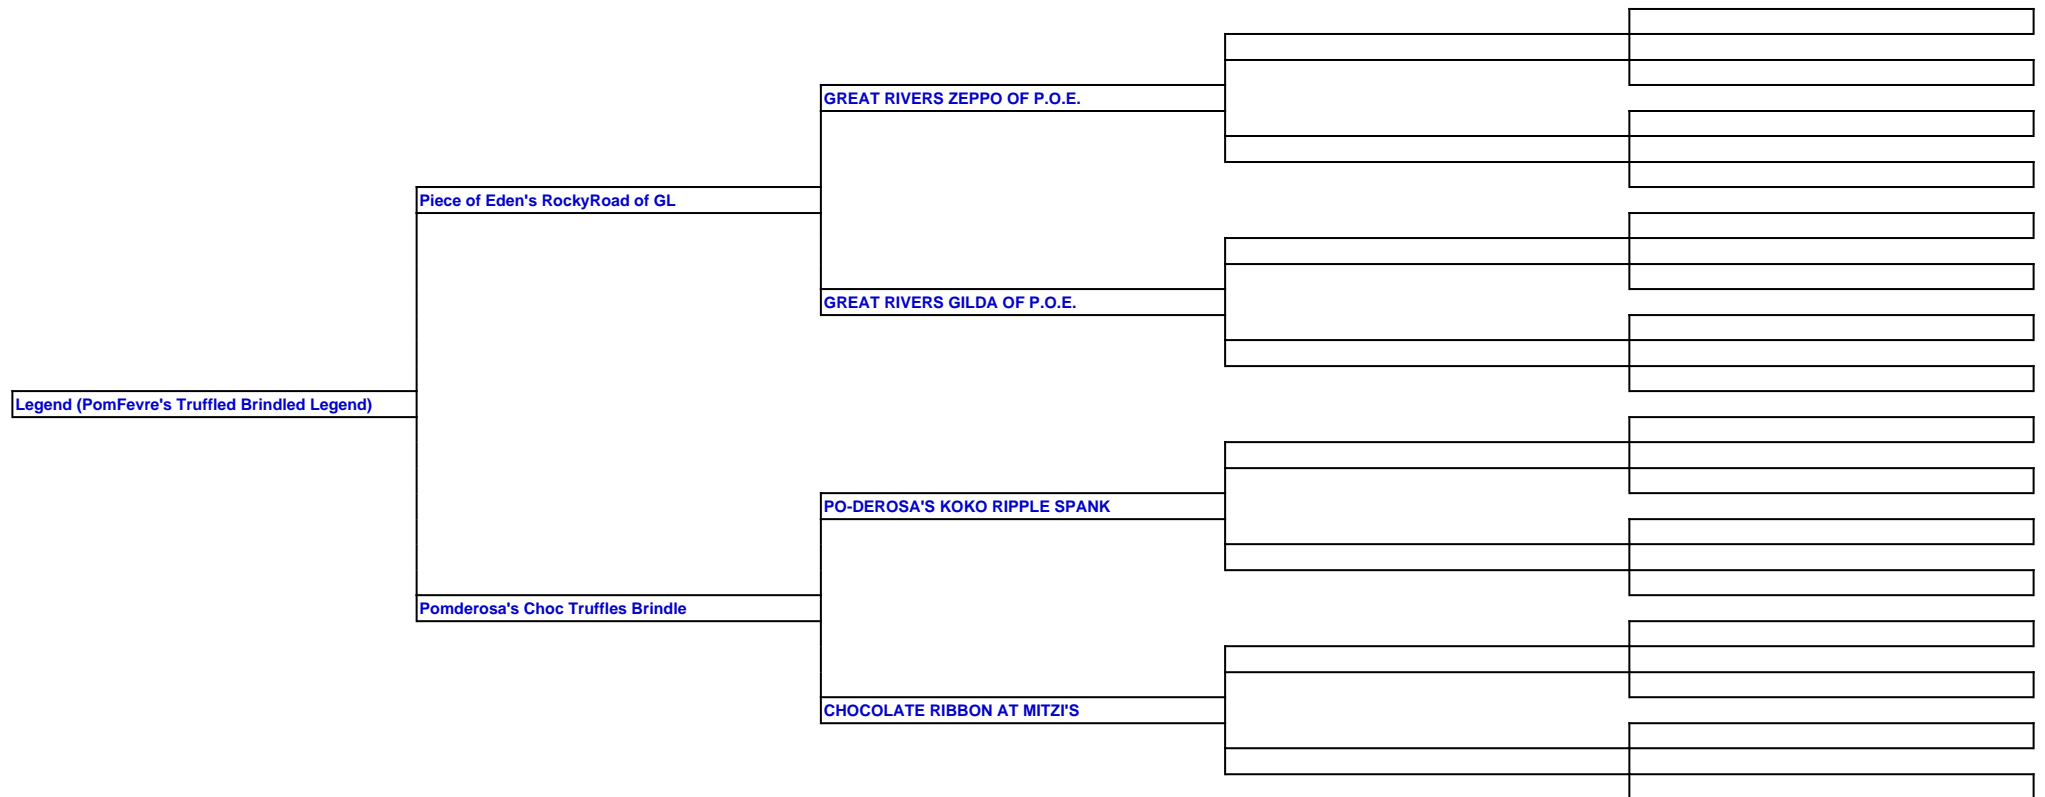 GREAT RIVERS ZEPPO OF P.O.E.
Piece of Eden's RockyRoad of GL
GREAT RIVERS GILDA OF P.O.E.
Legend (PomFevre's Truffled Brindled Legend)
PO-DEROSA'S KOKO RIPPLE SPANK
Pomderosa's Choc Truffles Brindle
CHOCOLATE RIBBON AT MITZI'S